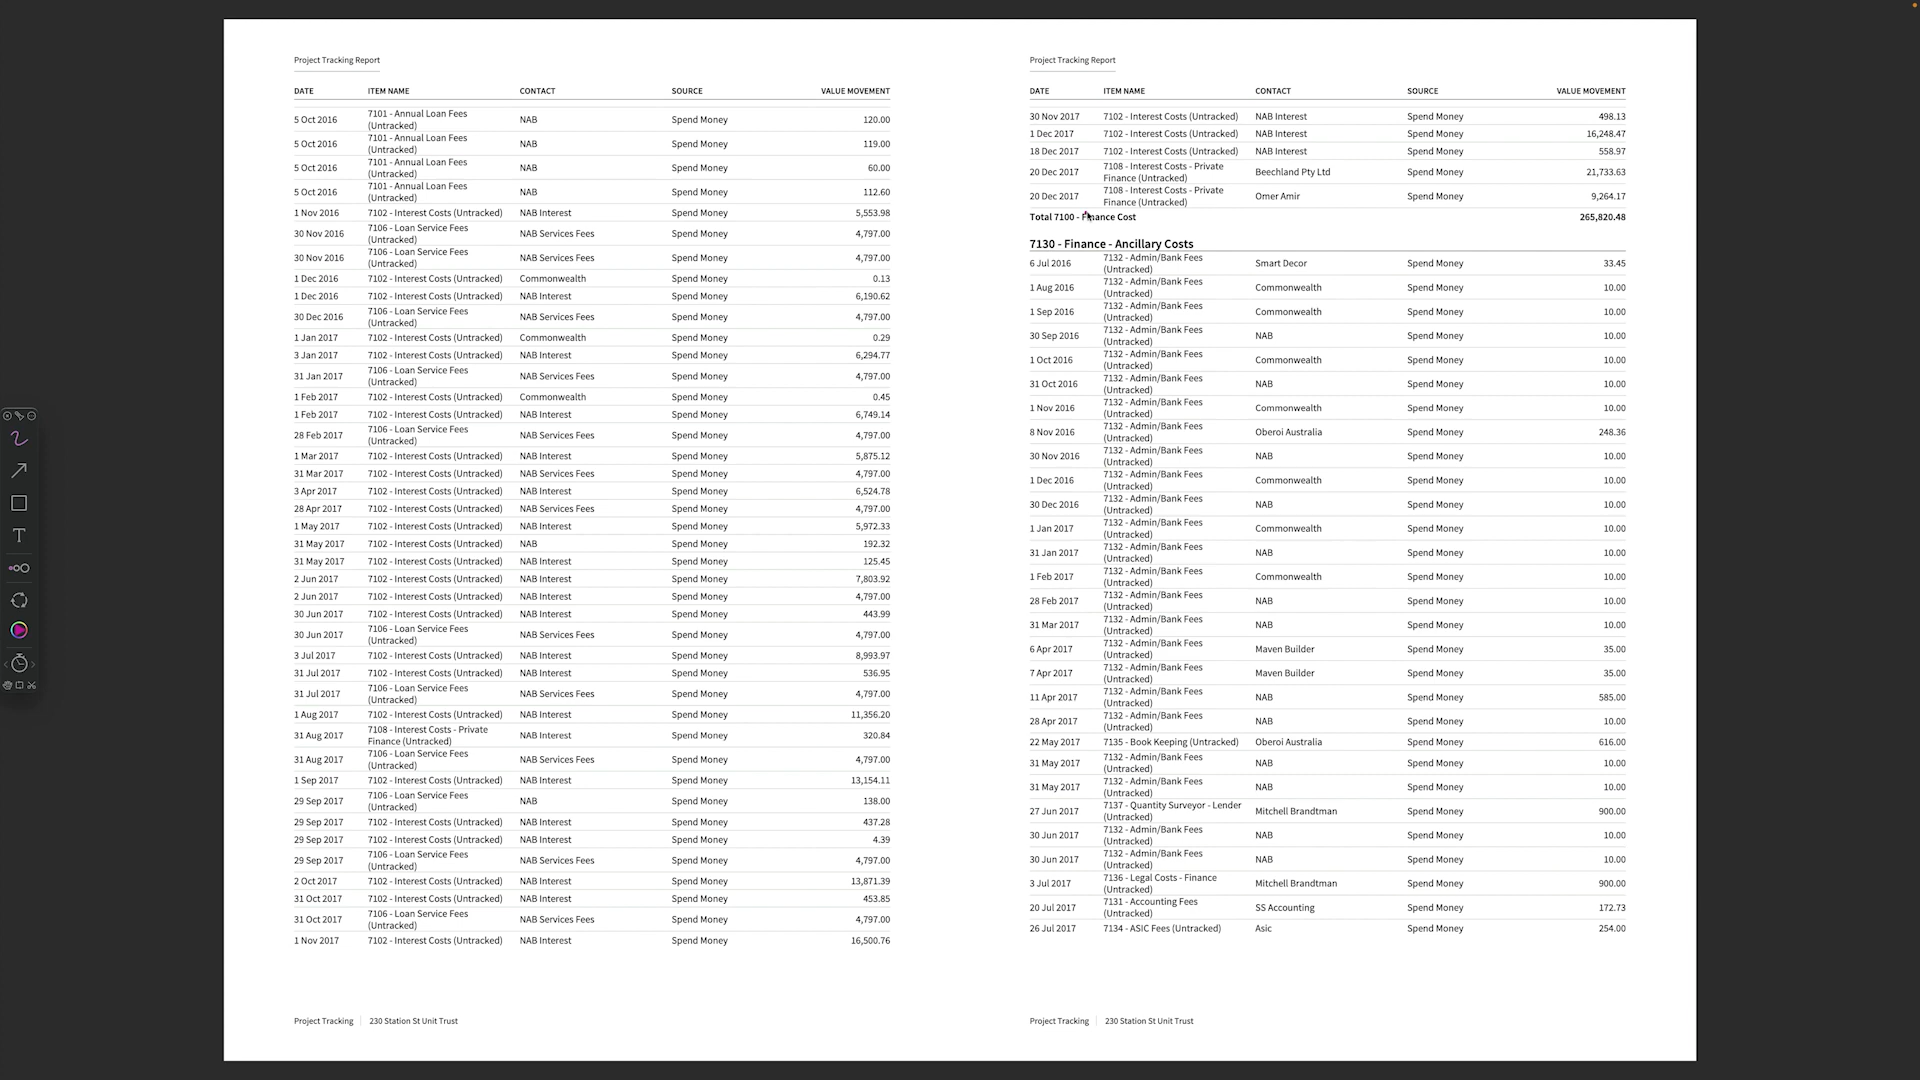 Project Tracking Report
DATE ITEM NAME CONTACT SOURCE VALUE MOVEMENT
5 Oct 2016 7101 - Annual Loan Fees (Untracked) NAB Spend Money 120.00
5 Oct 2016 7101 - Annual Loan Fees (Untracked) NAB Spend Money 119.00
5 Oct 2016 7101 - Annual Loan Fees (Untracked) NAB Spend Money 60.00
5 Oct 2016 7101 - Annual Loan Fees (Untracked) NAB Spend Money 112.60
1 Nov 2016 7102 - Interest Costs (Untracked) NAB Interest Spend Money 5,553.98
30 Nov 2016 7106 - Loan Service Fees (Untracked) NAB Services Fees Spend Money 4,797.00
30 Nov 2016 7106 - Loan Service Fees (Untracked) NAB Services Fees Spend Money 4,797.00
1 Dec 2016 7102 - Interest Costs (Untracked) Commonwealth Spend Money 0.13
1 Dec 2016 7102 - Interest Costs (Untracked) NAB Interest Spend Money 6,190.62
30 Dec 2016 7106 - Loan Service Fees (Untracked) NAB Services Fees Spend Money 4,797.00
1 Jan 2017 7102 - Interest Costs (Untracked) Commonwealth Spend Money 0.29
3 Jan 2017 7102 - Interest Costs (Untracked) NAB Interest Spend Money 6,294.77
31 Jan 2017 7106 - Loan Service Fees (Untracked) NAB Services Fees Spend Money 4,797.00
1 Feb 2017 7102 - Interest Costs (Untracked) Commonwealth Spend Money 0.45
1 Feb 2017 7102 - Interest Costs (Untracked) NAB Interest Spend Money 6,749.14
28 Feb 2017 7106 - Loan Service Fees (Untracked) NAB Services Fees Spend Money 4,797.00
1 Mar 2017 7102 - Interest Costs (Untracked) NAB Interest Spend Money 5,875.12
31 Mar 2017 7102 - Interest Costs (Untracked) NAB Services Fees Spend Money 4,797.00
3 Apr 2017 7102 - Interest Costs (Untracked) NAB Interest Spend Money 6,524.78
28 Apr 2017 7102 - Interest Costs (Untracked) NAB Services Fees Spend Money 4,797.00
1 May 2017 7102 - Interest Costs (Untracked) NAB Interest Spend Money 5,972.33
31 May 2017 7102 - Interest Costs (Untracked) NAB Spend Money 192.32
31 May 2017 7102 - Interest Costs (Untracked) NAB Interest Spend Money 125.45
2 Jun 2017 7102 - Interest Costs (Untracked) NAB Interest Spend Money 7,803.92
2 Jun 2017 7102 - Interest Costs (Untracked) NAB Interest Spend Money 4,797.00
30 Jun 2017 7102 - Interest Costs (Untracked) NAB Interest Spend Money 443.99
30 Jun 2017 7106 - Loan Service Fees (Untracked) NAB Services Fees Spend Money 4,797.00
3 Jul 2017 7102 - Interest Costs (Untracked) NAB Interest Spend Money 8,993.97
31 Jul 2017 7102 - Interest Costs (Untracked) NAB Interest Spend Money 536.95
31 Jul 2017 7106 - Loan Service Fees (Untracked) NAB Services Fees Spend Money 4,797.00
1 Aug 2017 7102 - Interest Costs (Untracked) NAB Interest Spend Money 11,356.20
31 Aug 2017 7108 - Interest Costs - Private Finance (Untracked) NAB Interest Spend Money 320.84
31 Aug 2017 7106 - Loan Service Fees (Untracked) NAB Services Fees Spend Money 4,797.00
1 Sep 2017 7102 - Interest Costs (Untracked) NAB Interest Spend Money 13,154.11
29 Sep 2017 7106 - Loan Service Fees (Untracked) NAB Spend Money 138.00
29 Sep 2017 7102 - Interest Costs (Untracked) NAB Interest Spend Money 437.28
29 Sep 2017 7102 - Interest Costs (Untracked) NAB Interest Spend Money 4.39
29 Sep 2017 7106 - Loan Service Fees (Untracked) NAB Services Fees Spend Money 4,797.00
2 Oct 2017 7102 - Interest Costs (Untracked) NAB Interest Spend Money 13,871.39
31 Oct 2017 7102 - Interest Costs (Untracked) NAB Interest Spend Money 453.85
31 Oct 2017 7106 - Loan Service Fees (Untracked) NAB Services Fees Spend Money 4,797.00
1 Nov 2017 7102 - Interest Costs (Untracked) NAB Interest Spend Money 16,500.76
Project Tracking 230 Station St Unit Trust
Project Tracking Report
DATE ITEM NAME CONTACT SOURCE VALUE MOVEMENT
30 Nov 2017 7102 - Interest Costs (Untracked) NAB Interest Spend Money 498.13
1 Dec 2017 7102 - Interest Costs (Untracked) NAB Interest Spend Money 16,248.47
18 Dec 2017 7102 - Interest Costs (Untracked) NAB Interest Spend Money 558.97
20 Dec 2017 7108 - Interest Costs - Private Finance (Untracked) Beechland Pty Ltd Spend Money 21,733.63
20 Dec 2017 7108 - Interest Costs - Private Finance (Untracked) Omer Amir Spend Money 9,264.17
Total 7100 - Finance Cost 265,820.48
7130 - Finance - Ancillary Costs
6 Jul 2016 7132 - Admin/Bank Fees (Untracked) Smart Decor Spend Money 33.45
1 Aug 2016 7132 - Admin/Bank Fees (Untracked) Commonwealth Spend Money 10.00
1 Sep 2016 7132 - Admin/Bank Fees (Untracked) Commonwealth Spend Money 10.00
30 Sep 2016 7132 - Admin/Bank Fees (Untracked) NAB Spend Money 10.00
1 Oct 2016 7132 - Admin/Bank Fees (Untracked) Commonwealth Spend Money 10.00
31 Oct 2016 7132 - Admin/Bank Fees (Untracked) NAB Spend Money 10.00
1 Nov 2016 7132 - Admin/Bank Fees (Untracked) Commonwealth Spend Money 10.00
8 Nov 2016 7132 - Admin/Bank Fees (Untracked) Oberoi Australia Spend Money 248.36
30 Nov 2016 7132 - Admin/Bank Fees (Untracked) NAB Spend Money 10.00
1 Dec 2016 7132 - Admin/Bank Fees (Untracked) Commonwealth Spend Money 10.00
30 Dec 2016 7132 - Admin/Bank Fees (Untracked) NAB Spend Money 10.00
1 Jan 2017 7132 - Admin/Bank Fees (Untracked) Commonwealth Spend Money 10.00
31 Jan 2017 7132 - Admin/Bank Fees (Untracked) NAB Spend Money 10.00
1 Feb 2017 7132 - Admin/Bank Fees (Untracked) Commonwealth Spend Money 10.00
28 Feb 2017 7132 - Admin/Bank Fees (Untracked) NAB Spend Money 10.00
31 Mar 2017 7132 - Admin/Bank Fees (Untracked) NAB Spend Money 10.00
6 Apr 2017 7132 - Admin/Bank Fees (Untracked) Maven Builder Spend Money 35.00
7 Apr 2017 7132 - Admin/Bank Fees (Untracked) Maven Builder Spend Money 35.00
11 Apr 2017 7132 - Admin/Bank Fees (Untracked) NAB Spend Money 585.00
28 Apr 2017 7132 - Admin/Bank Fees (Untracked) NAB Spend Money 10.00
22 May 2017 7135 - Book Keeping (Untracked) Oberoi Australia Spend Money 616.00
31 May 2017 7132 - Admin/Bank Fees (Untracked) NAB Spend Money 10.00
31 May 2017 7132 - Admin/Bank Fees (Untracked) NAB Spend Money 10.00
27 Jun 2017 7137 - Quantity Surveyor - Lender (Untracked) Mitchell Brandtman Spend Money 900.00
30 Jun 2017 7132 - Admin/Bank Fees (Untracked) NAB Spend Money 10.00
30 Jun 2017 7132 - Admin/Bank Fees (Untracked) NAB Spend Money 10.00
3 Jul 2017 7136 - Legal Costs - Finance (Untracked) Mitchell Brandtman Spend Money 900.00
20 Jul 2017 7131 - Accounting Fees (Untracked) SS Accounting Spend Money 172.73
26 Jul 2017 7134 - ASIC Fees (Untracked) Asic Spend Money 254.00
Project Tracking 230 Station St Unit Trust